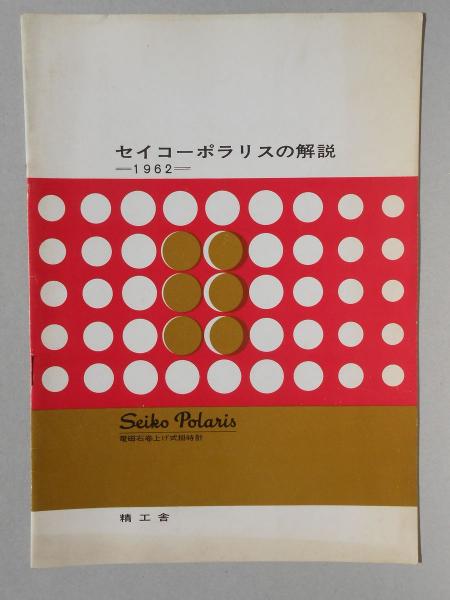 セイコーポラリスの解説
—1962—
Seiko Polaris
電磁石巻上げ式掛時計
精工舎